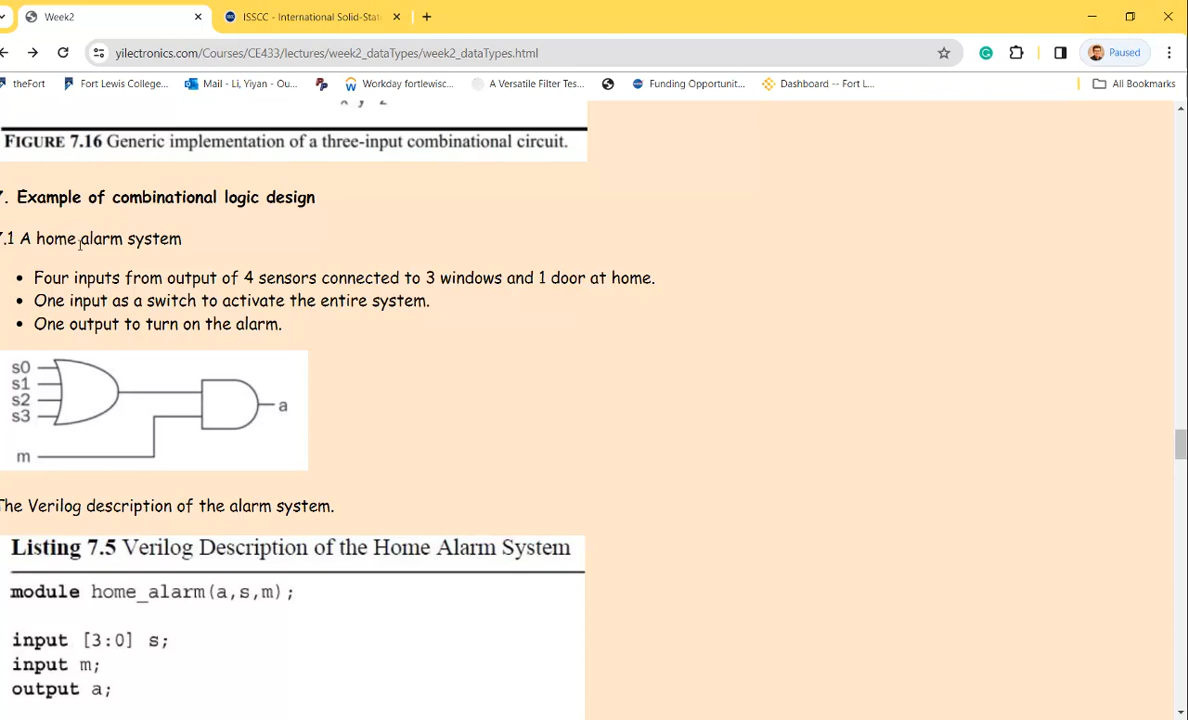 Week2
ISSCC - International Solid-Stat
yilectronics.com/Courses/CE433/lectures/week2_dataTypes/week2_dataTypes.html
Paused
theFort
Fort Lewis College...
Mail - Li, Yiyan - Ou...
Workday fortlewisc...
A Versatile Filter Tes...
Funding Opportunit...
Dashboard -- Fort L...
All Bookmarks
x y z
FIGURE 7.16 Generic implementation of a three-input combinational circuit.
7. Example of combinational logic design
7.1 A home alarm system
• Four inputs from output of 4 sensors connected to 3 windows and 1 door at home.
• One input as a switch to activate the entire system.
• One output to turn on the alarm.
s0
s1
s2
s3
m
a
The Verilog description of the alarm system.
Listing 7.5 Verilog Description of the Home Alarm System
module home_alarm(a,s,m);
input [3:0] s;
input m;
output a;